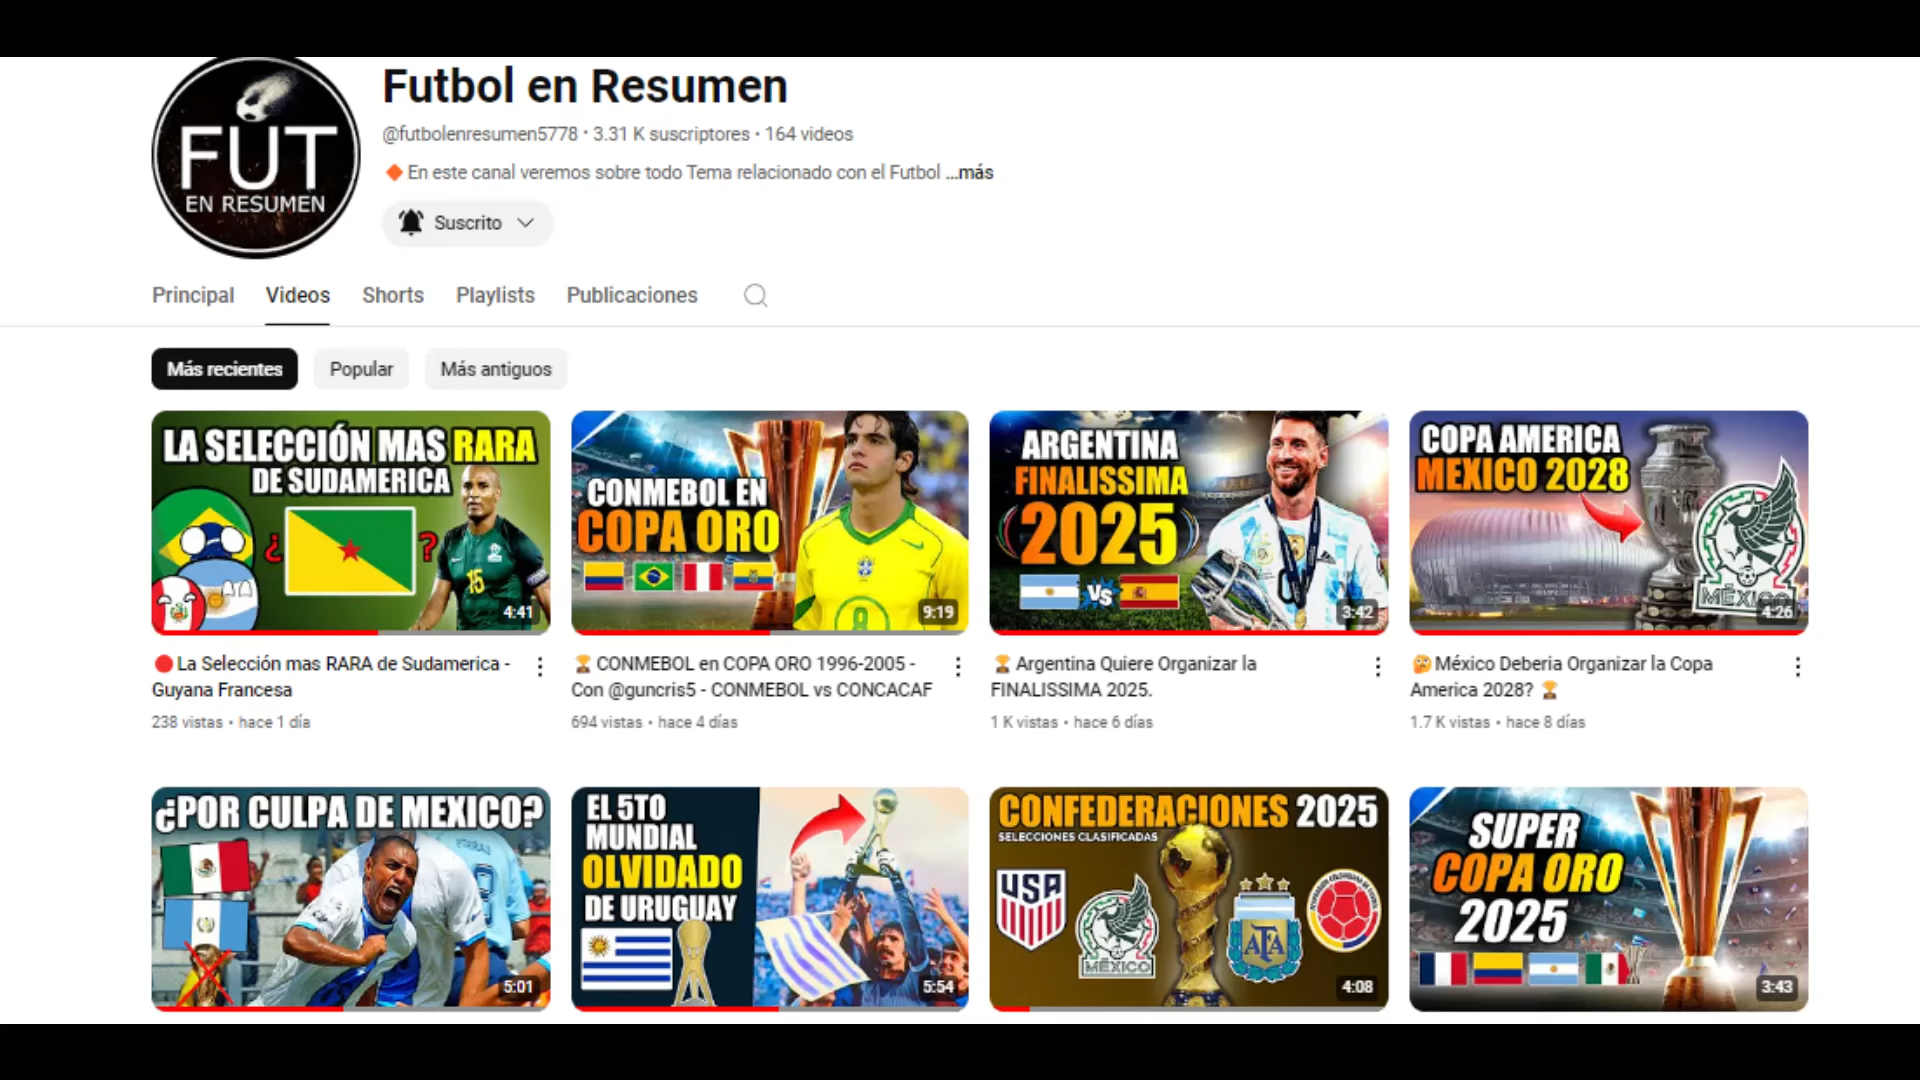 FUT
EN RESUMEN
Futbol en Resumen
@futbolenresumen5778 • 3.31 K suscriptores • 164 videos
En este canal veremos sobre todo Tema relacionado con el Futbol ...más
Suscrito
Principal Videos Shorts Playlists Publicaciones
Más recientes Popular Más antiguos
LA SELECCIÓN MAS RARA
DE SUDAMERICA
¿ ?
15
4:41
CONMEBOL EN
COPA ORO
8
9:19
ARGENTINA
FINALISSIMA
2025
VS
3:42
COPA AMERICA
MEXICO 2028
MÉXICO
4:26
La Selección mas RARA de Sudamerica -
Guyana Francesa
238 vistas • hace 1 día
CONMEBOL en COPA ORO 1996-2005 -
Con @guncris5 - CONMEBOL vs CONCACAF
694 vistas • hace 4 días
Argentina Quiere Organizar la
FINALISSIMA 2025.
1 K vistas • hace 6 días
México Deberia Organizar la Copa
America 2028?
1.7 K vistas • hace 8 días
¿POR CULPA DE MEXICO?
5:01
EL 5TO
MUNDIAL
OLVIDADO
DE URUGUAY
5:54
CONFEDERACIONES 2025
SELECCIONES CLASIFICADAS
USA
MÉXICO
AFA
4:08
SUPER
COPA ORO
2025
3:43